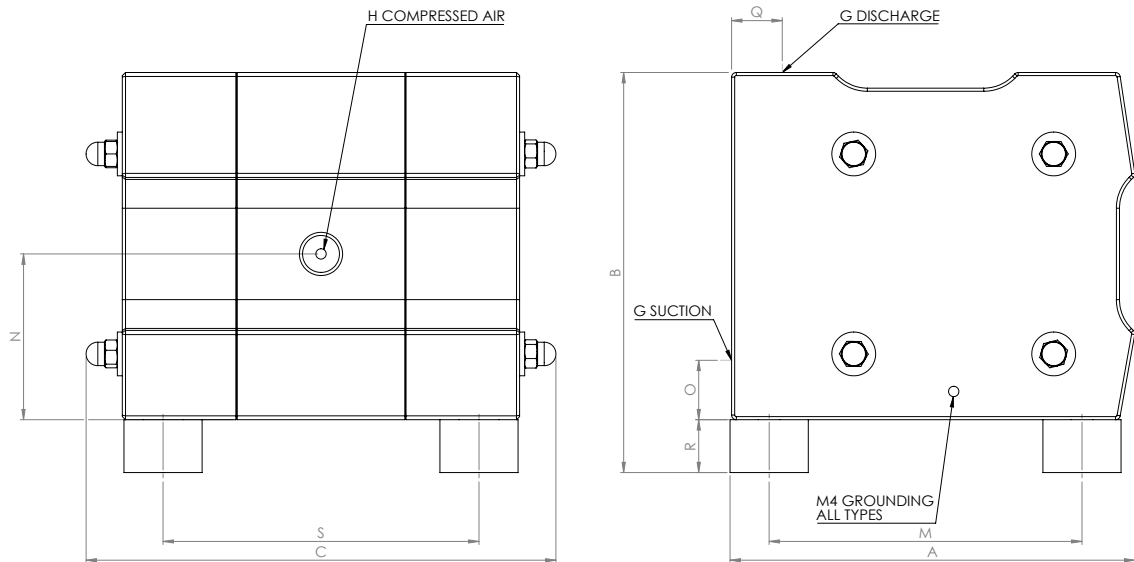 H COMPRESSED AIR
Q
G DISCHARGE
B
N
G SUCTION
O
R
M4 GROUNDING
ALL TYPES
S
C
M
A